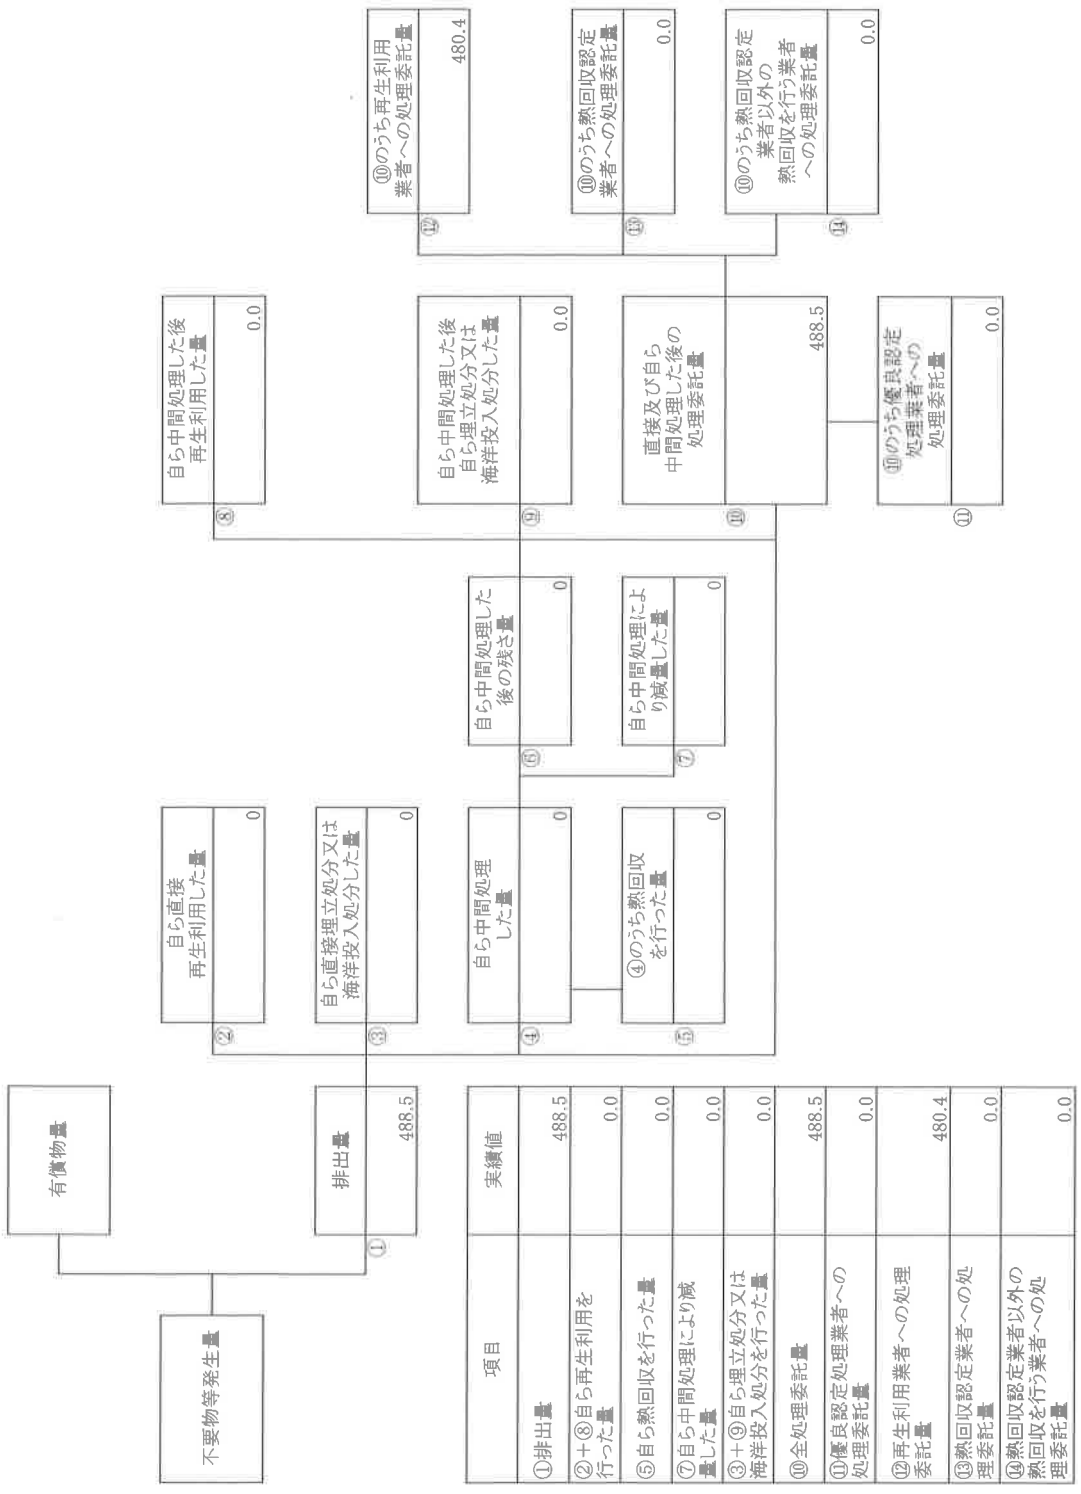 不要物等発生量
有償物量
①
排出量
488.5
②
自ら直接
再生利用した量
0
③
自ら直接埋立処分又は
海洋投入処分した量
0
④
自ら中間処理
した量
0
⑤
④のうち熱回収
を行った量
0
⑥
自ら中間処理した
後の残さ量
0
⑦
自ら中間処理によ
り減量した量
0
⑧
自ら中間処理した後
再生利用した量
0.0
⑨
自ら中間処理した後
自ら埋立処分又は
海洋投入処分した量
0.0
⑩
直接及び自ら
中間処理した後の
処理委託量
488.5
⑪
⑩のうち優良認定
処理業者への
処理委託量
0.0
⑫
⑩のうち再生利用
業者への処理委託量
480.4
⑬
⑩のうち熱回収認定
業者への処理委託量
0.0
⑭
⑩のうち熱回収認定
業者以外の
熱回収を行う業者
への処理委託量
0.0
項目 実績値
①排出量 488.5
②+⑧自ら再生利用を
行った量 0.0
⑤自ら熱回収を行った量 0.0
⑦自ら中間処理により減
量した量 0.0
③+⑨自ら埋立処分又は
海洋投入処分を行った量 0.0
⑩全処理委託量 488.5
⑪優良認定処理業者への
処理委託量 0.0
⑫再生利用業者への処理
委託量 480.4
⑬熱回収認定業者への処
理委託量 0.0
⑭熱回収認定業者以外の
熱回収を行う業者への処
理委託量 0.0